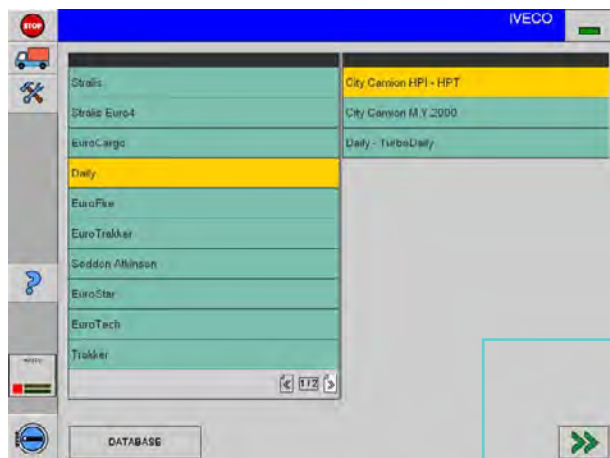 STOP
IVECO
Stralis
City Camion HPI - HPT
Stralis Euro4
City Camion M.Y.2000
EuroCargo
Daily - TurboDaily
Daily
EuroFire
EuroTrakker
Seddon Atkinson
EuroStar
EuroTech
Trakker
1/2
DATABASE